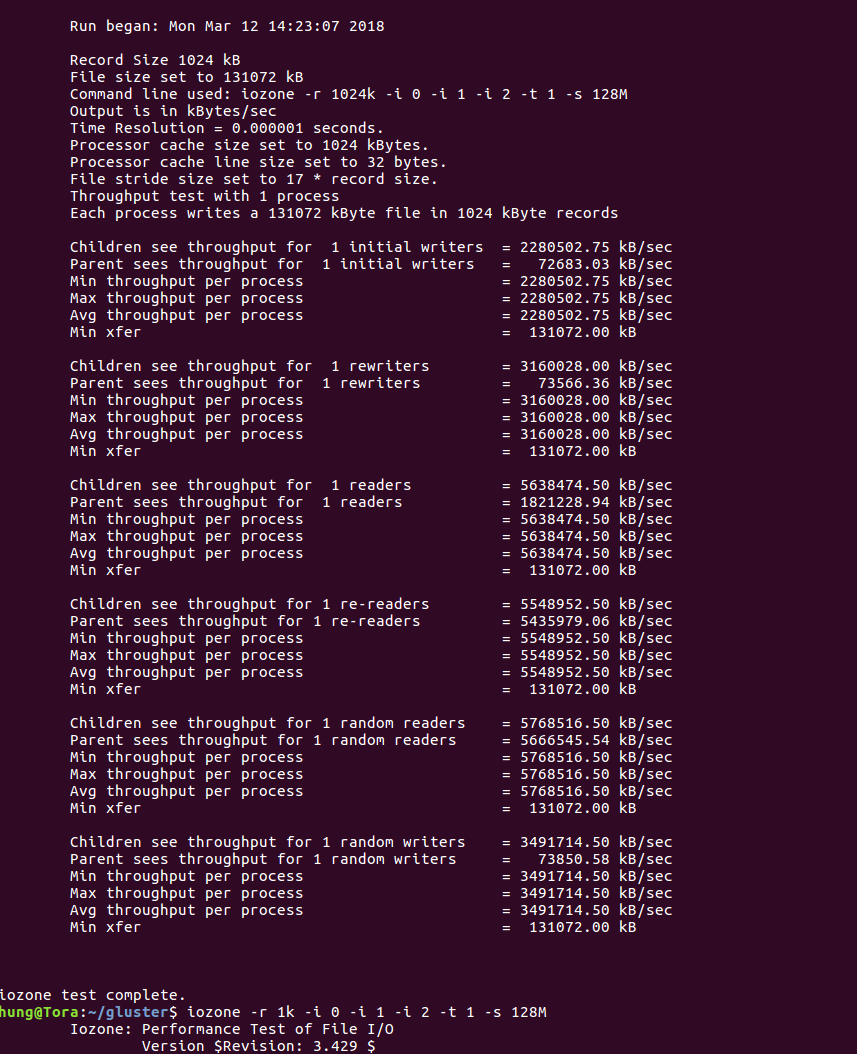 Run began: Mon Mar 12 14:23:07 2018
Record Size 1024 kB
File size set to 131072 kB
Command line used: iozone -r 1024k -i 0 -i 1 -i 2 -t 1 -s 128M
Output is in kBytes/sec
Time Resolution = 0.000001 seconds.
Processor cache size set to 1024 kBytes.
Processor cache line size set to 32 bytes.
File stride size set to 17 * record size.
Throughput test with 1 process
Each process writes a 131072 kByte file in 1024 kByte records
Children see throughput for  1 initial writers  = 2280502.75 kB/sec
Parent sees throughput for  1 initial writers   =   72683.03 kB/sec
Min throughput per process                      = 2280502.75 kB/sec
Max throughput per process                      = 2280502.75 kB/sec
Avg throughput per process                      = 2280502.75 kB/sec
Min xfer                                        =  131072.00 kB
Children see throughput for  1 rewriters        = 3160028.00 kB/sec
Parent sees throughput for  1 rewriters         =   73566.36 kB/sec
Min throughput per process                      = 3160028.00 kB/sec
Max throughput per process                      = 3160028.00 kB/sec
Avg throughput per process                      = 3160028.00 kB/sec
Min xfer                                        =  131072.00 kB
Children see throughput for  1 readers          = 5638474.50 kB/sec
Parent sees throughput for  1 readers           = 1821228.94 kB/sec
Min throughput per process                      = 5638474.50 kB/sec
Max throughput per process                      = 5638474.50 kB/sec
Avg throughput per process                      = 5638474.50 kB/sec
Min xfer                                        =  131072.00 kB
Children see throughput for 1 re-readers        = 5548952.50 kB/sec
Parent sees throughput for 1 re-readers         = 5435979.06 kB/sec
Min throughput per process                      = 5548952.50 kB/sec
Max throughput per process                      = 5548952.50 kB/sec
Avg throughput per process                      = 5548952.50 kB/sec
Min xfer                                        =  131072.00 kB
Children see throughput for 1 random readers    = 5768516.50 kB/sec
Parent sees throughput for 1 random readers     = 5666545.54 kB/sec
Min throughput per process                      = 5768516.50 kB/sec
Max throughput per process                      = 5768516.50 kB/sec
Avg throughput per process                      = 5768516.50 kB/sec
Min xfer                                        =  131072.00 kB
Children see throughput for 1 random writers    = 3491714.50 kB/sec
Parent sees throughput for 1 random writers     =   73850.58 kB/sec
Min throughput per process                      = 3491714.50 kB/sec
Max throughput per process                      = 3491714.50 kB/sec
Avg throughput per process                      = 3491714.50 kB/sec
Min xfer                                        =  131072.00 kB
iozone test complete.
hung@Tora:~/gluster$ iozone -r 1k -i 0 -i 1 -i 2 -t 1 -s 128M
Iozone: Performance Test of File I/O
Version $Revision: 3.429 $